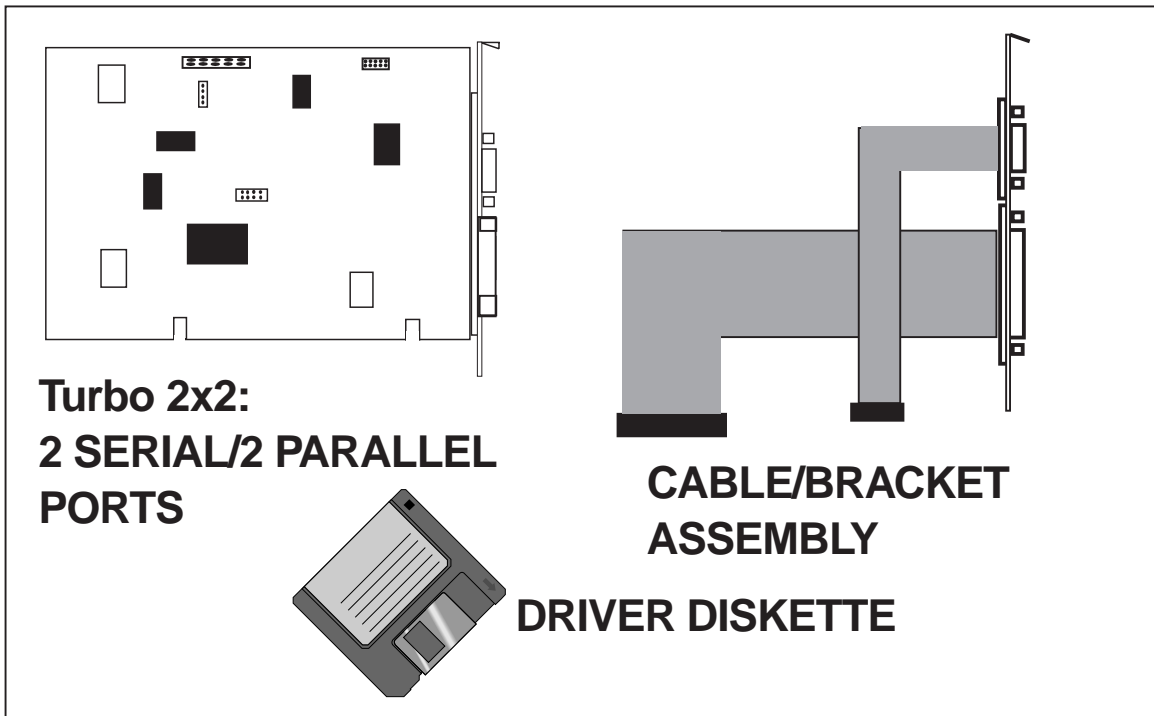 Turbo 2x2:
2 SERIAL/2 PARALLEL
PORTS
CABLE/BRACKET
ASSEMBLY
DRIVER DISKETTE